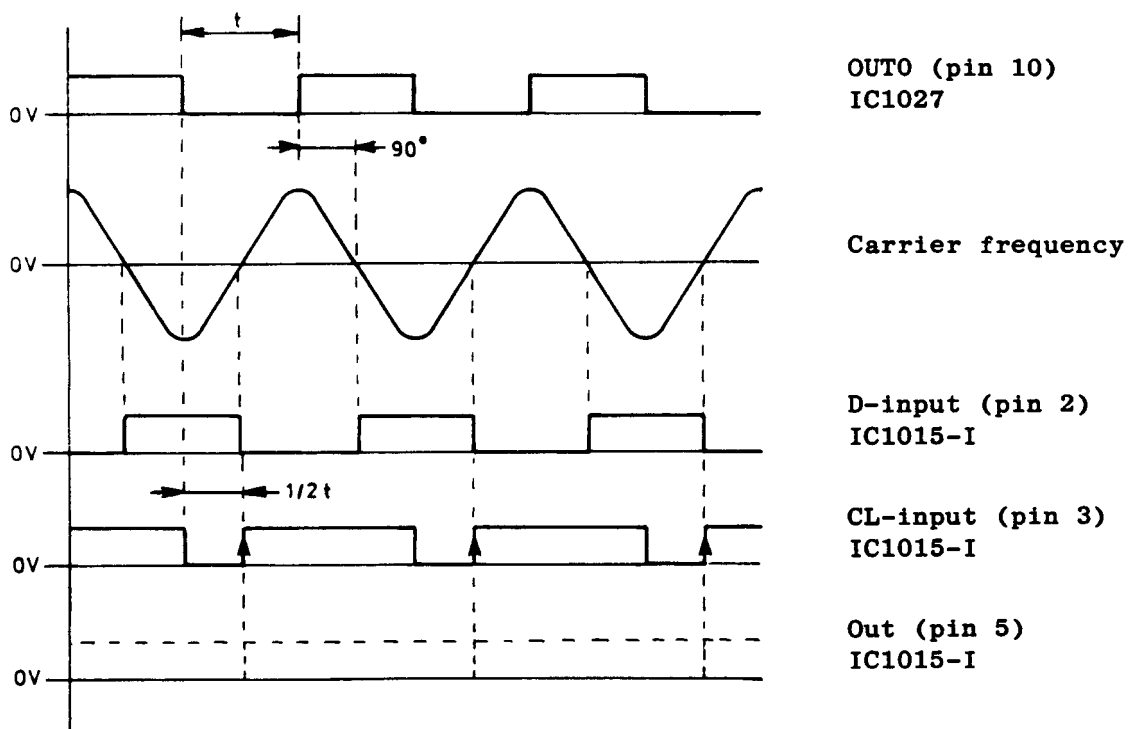 t
OUTO (pin 10)
IC1027
0V
90°
0V
Carrier frequency
D-input (pin 2)
IC1015-I
0V
1/2t
CL-input (pin 3)
IC1015-I
0V
Out (pin 5)
IC1015-I
0V